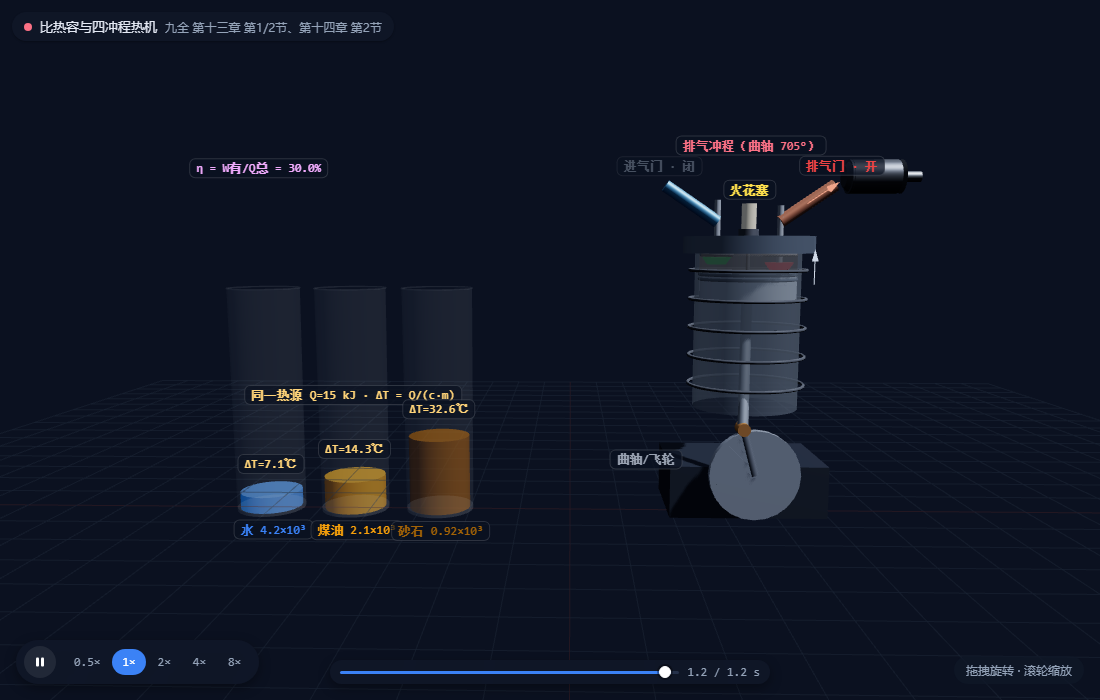 比热容与四冲程热机 九全 第十三章 第1/2节、第十四章 第2节
排气冲程（曲轴 705°）
η = W有/Q总 = 30.0%
进气门 · 闭
排气门 · 开
火花塞
同一热源 Q=15 kJ · ΔT = Q/(c·m)
ΔT=32.6℃
ΔT=14.3℃
ΔT=7.1℃
曲轴/飞轮
水 4.2×10³
煤油 2.1×10
砂石 0.92×10³
0.5× 1× 2× 4× 8×
1.2 / 1.2 s
拖拽旋转 · 滚轮缩放